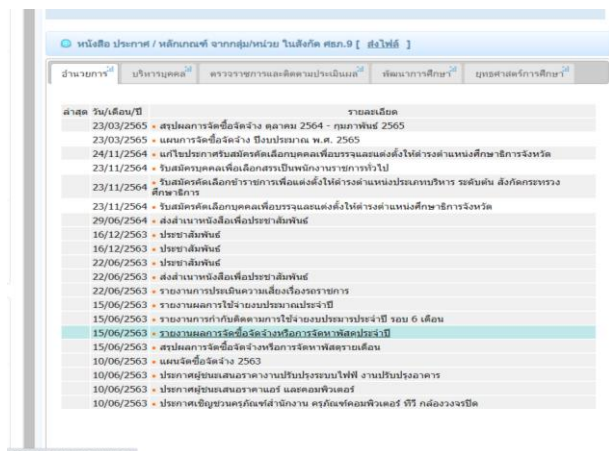 หนังสือ ประกาศ / หลักเกณฑ์ จากกลุ่ม/หน่วย ในสังกัด ศธภ.9 [ ส่งไฟล์ ]
อำนวยการ บริหารบุคคล ตรวจราชการและติดตามประเมินผล พัฒนาการศึกษา ยุทธศาสตร์การศึกษา
ล่าสุด วัน/เดือน/ปี รายละเอียด
23/03/2565 สรุปผลการจัดซื้อจัดจ้าง ตุลาคม 2564 - กุมภาพันธ์ 2565
23/03/2565 แผนการจัดซื้อจัดจ้าง ปีงบประมาณ พ.ศ. 2565
24/11/2564 แก้ไขประกาศรับสมัครคัดเลือกบุคคลเพื่อบรรจุและแต่งตั้งให้ดำรงตำแหน่งศึกษาธิการจังหวัด
23/11/2564 รับสมัครบุคคลเพื่อเลือกสรรเป็นพนักงานราชการทั่วไป
23/11/2564 รับสมัครคัดเลือกข้าราชการเพื่อแต่งตั้งให้ดำรงตำแหน่งประเภทบริหาร ระดับต้น สังกัดกระทรวง
ศึกษาธิการ
23/11/2564 รับสมัครคัดเลือกบุคคลเพื่อบรรจุและแต่งตั้งให้ดำรงตำแหน่งศึกษาธิการจังหวัด
29/06/2564 ส่งสำเนาหนังสือเพื่อประชาสัมพันธ์
16/12/2563 ประชาสัมพันธ์
16/12/2563 ประชาสัมพันธ์
22/06/2563 ประชาสัมพันธ์
22/06/2563 ส่งสำเนาหนังสือเพื่อประชาสัมพันธ์
22/06/2563 รายงานการประเมินความเสี่ยงเรื่องรถราชการ
15/06/2563 รายงานผลการใช้จ่ายงบประมาณประจำปี
15/06/2563 รายงานการกำกับติดตามการใช้จ่ายงบประมารประจำปี รอบ 6 เดือน
15/06/2563 รายงานผลการจัดซื้อจัดจ้างหรือการจัดหาพัสดุประจำปี
15/06/2563 สรุปผลการจัดซื้อจัดจ้างหรือการจัดหาพัสดุรายเดือน
10/06/2563 แผนจัดซื้อจัดจ้าง 2563
10/06/2563 ประกาศผู้ชนะเสนอราคางานปรับปรุงระบบไฟฟ้ งานปรับปรุงอาคาร
10/06/2563 ประกาศผู้ชนะเสนอราคาแอร์ และคอมพิวเตอร์
10/06/2563 ประกาศเชิญชวนครุภัณฑ์สำนักงาน ครุภัณฑ์คอมพิวเตอร์ ทีวี กล้องวงจรปิด